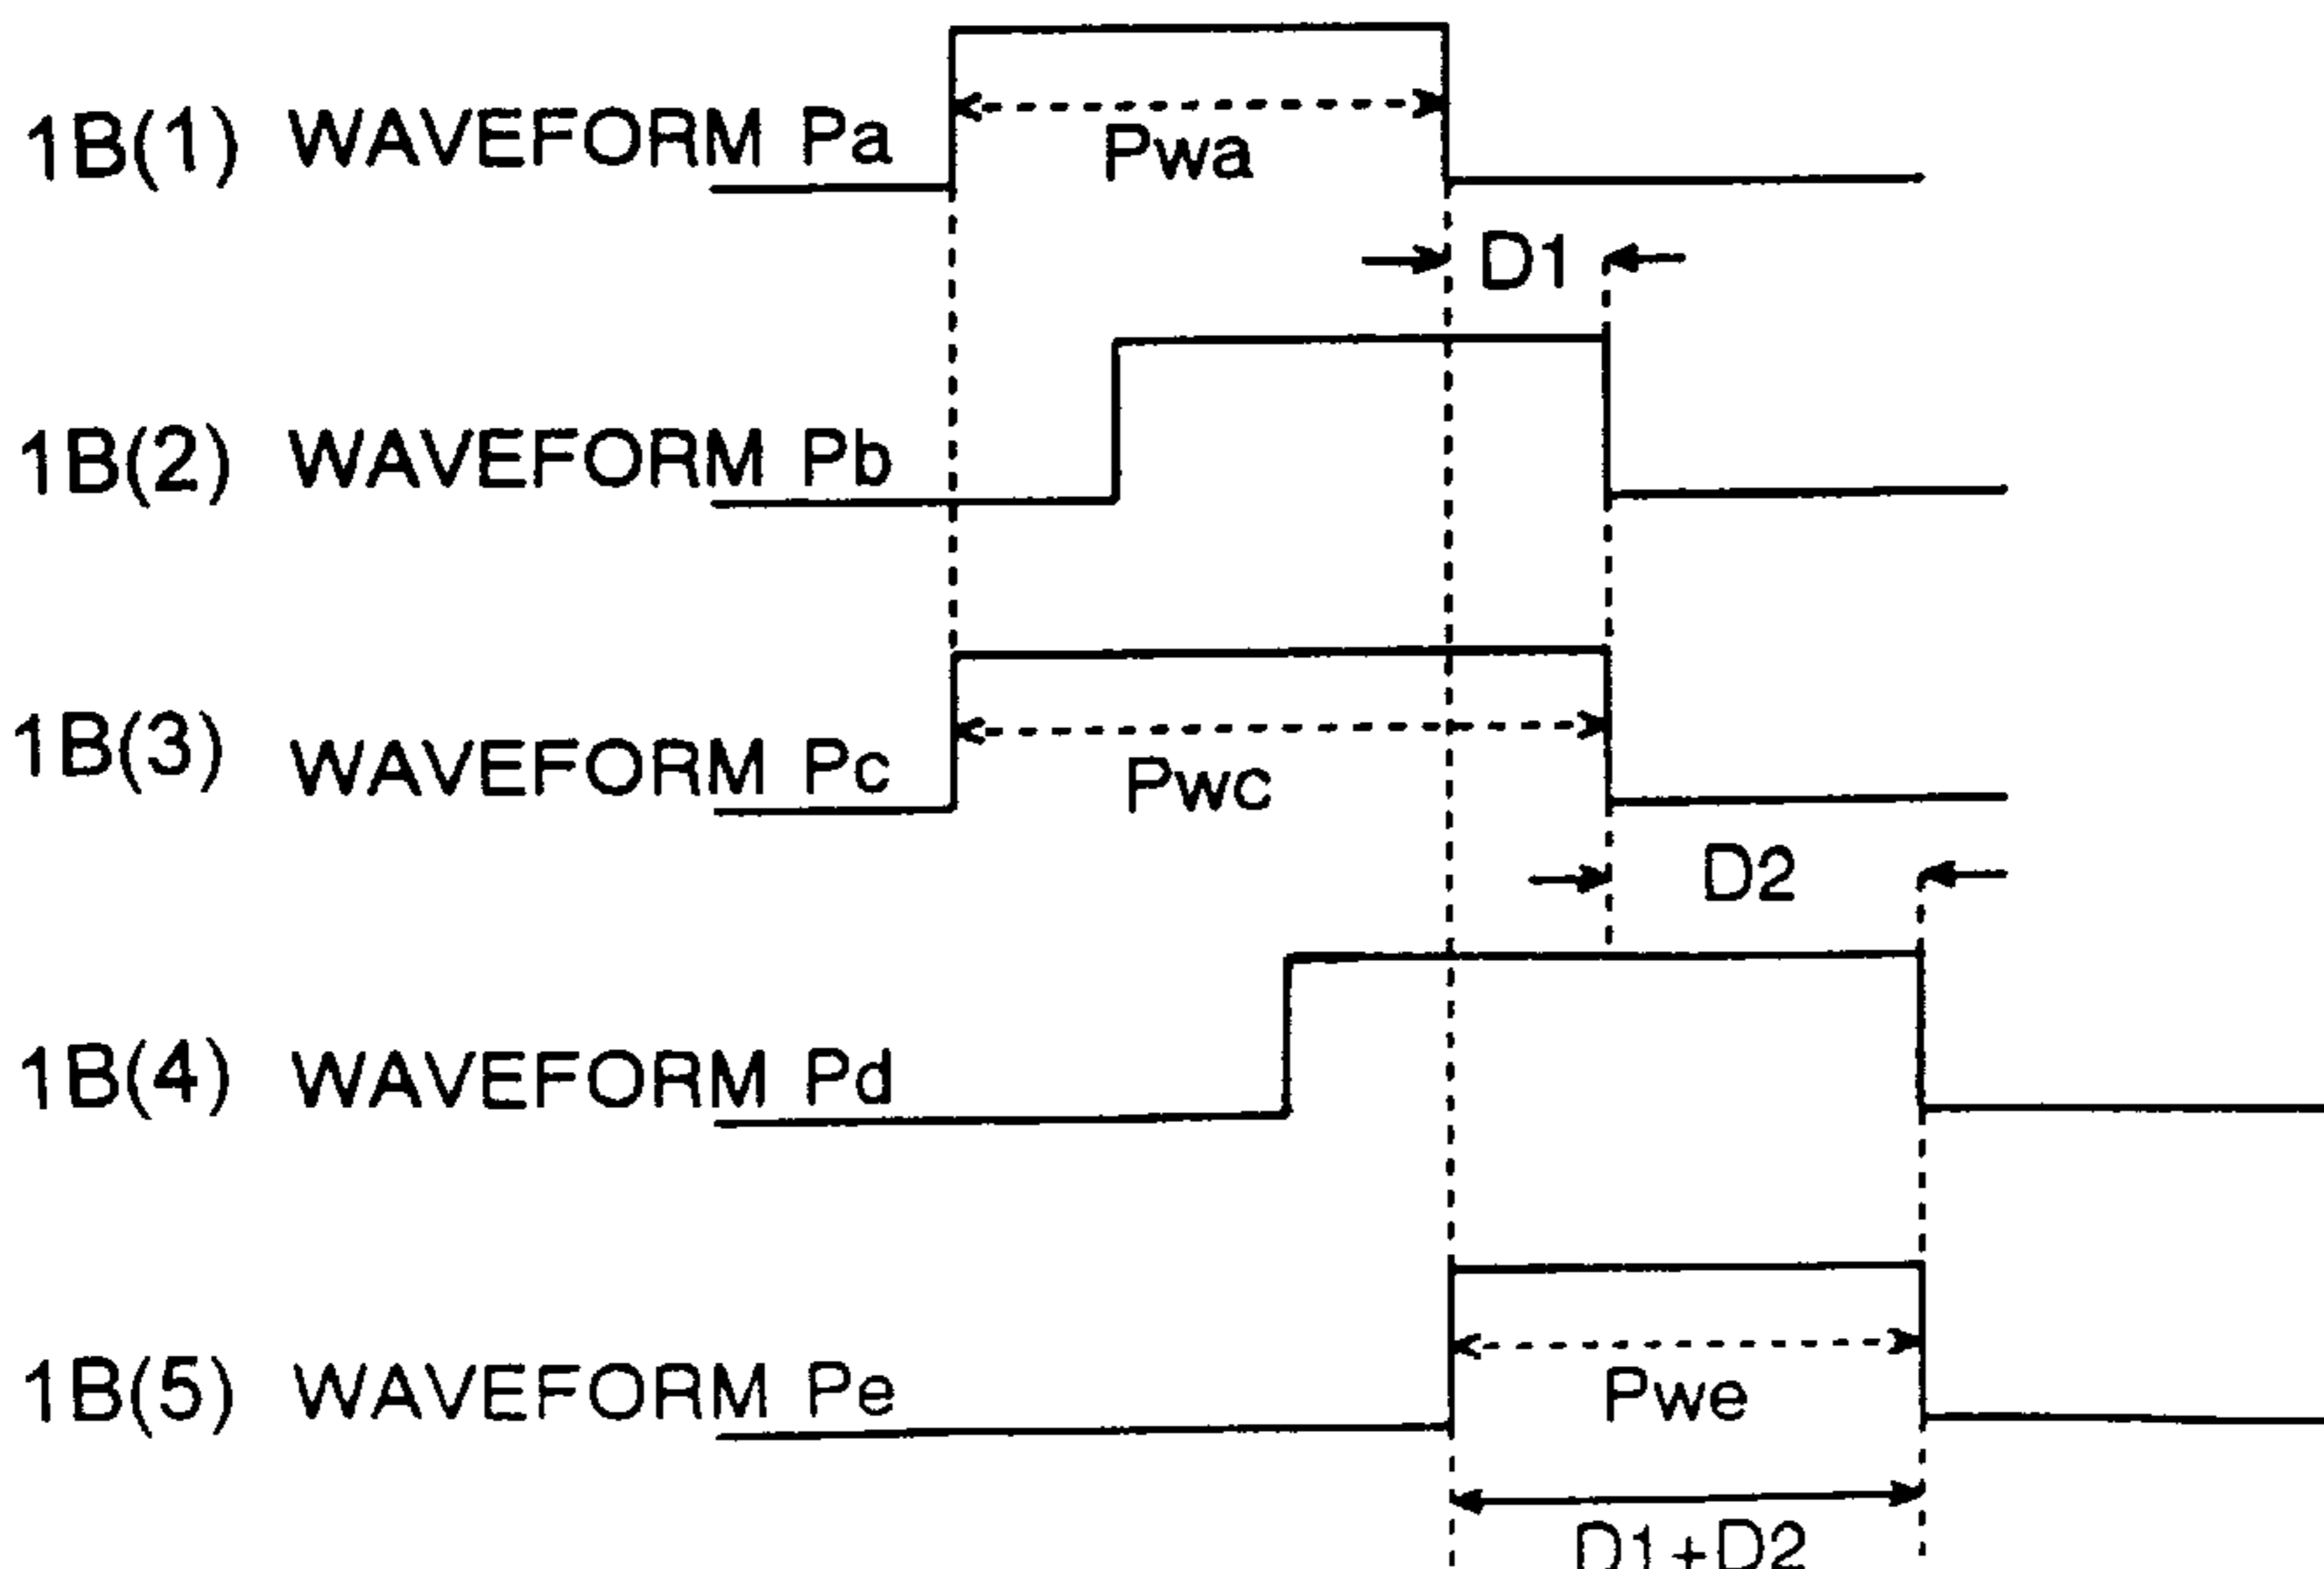 1B(1) WAVEFORM Pa
Pwa
D1
1B(2) WAVEFORM Pb
1B(3) WAVEFORM Pc
Pwc
D2
1B(4) WAVEFORM Pd
1B(5) WAVEFORM Pe
Pwe
D1+D2